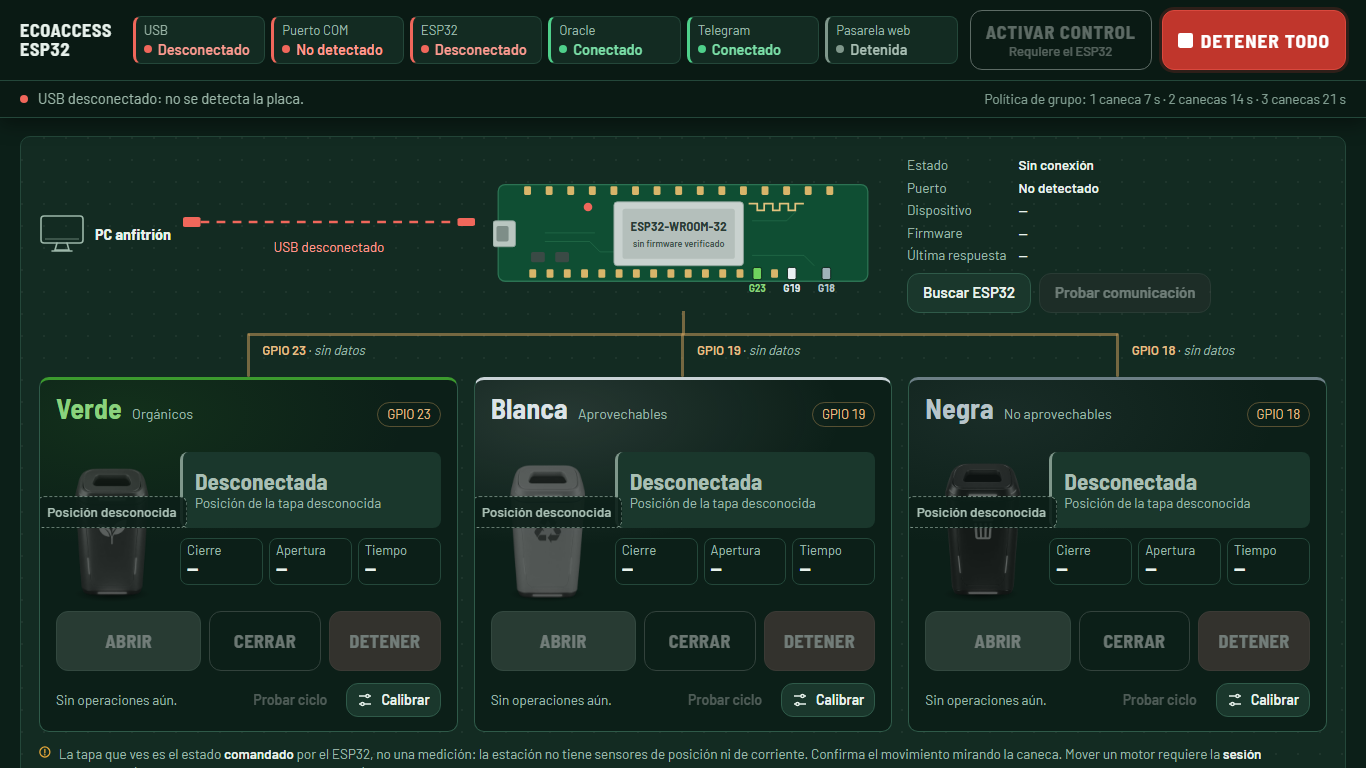 ECOACCESS
ESP32
USB
Desconectado
Puerto COM
No detectado
ESP32
Desconectado
Oracle
Conectado
Telegram
Conectado
Pasarela web
Detenida
ACTIVAR CONTROL
Requiere el ESP32
DETENER TODO
USB desconectado: no se detecta la placa.
Política de grupo: 1 caneca 7 s · 2 canecas 14 s · 3 canecas 21 s
PC anfitrión
USB desconectado
ESP32-WROOM-32
sin firmware verificado
G23 G19 G18
Estado Sin conexión
Puerto No detectado
Dispositivo –
Firmware –
Última respuesta –
Buscar ESP32
Probar comunicación
GPIO 23 · sin datos
GPIO 19 · sin datos
GPIO 18 · sin datos
Verde Orgánicos
GPIO 23
Desconectada
Posición de la tapa desconocida
Posición desconocida
Cierre
–
Apertura
–
Tiempo
–
ABRIR
CERRAR
DETENER
Sin operaciones aún.
Probar ciclo
Calibrar
Blanca Aprovechables
GPIO 19
Desconectada
Posición de la tapa desconocida
Posición desconocida
Cierre
–
Apertura
–
Tiempo
–
ABRIR
CERRAR
DETENER
Sin operaciones aún.
Probar ciclo
Calibrar
Negra No aprovechables
GPIO 18
Desconectada
Posición de la tapa desconocida
Posición desconocida
Cierre
–
Apertura
–
Tiempo
–
ABRIR
CERRAR
DETENER
Sin operaciones aún.
Probar ciclo
Calibrar
La tapa que ves es el estado comandado por el ESP32, no una medición: la estación no tiene sensores de posición ni de corriente. Confirma el movimiento mirando la caneca. Mover un motor requiere la sesión